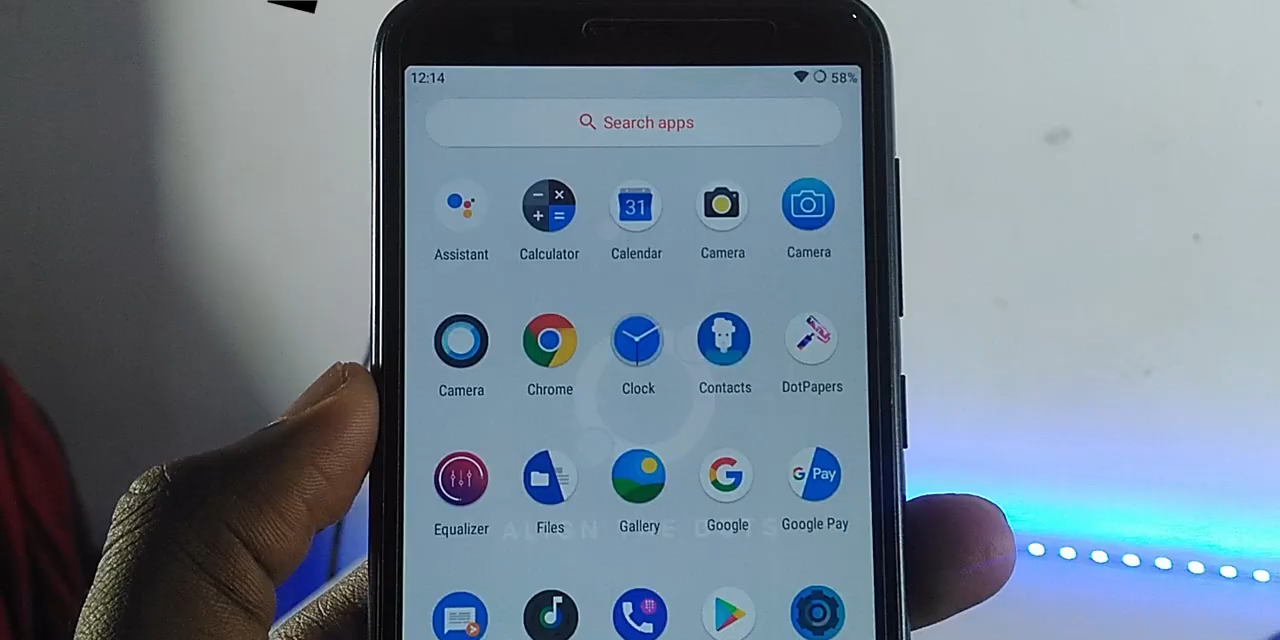 12:14 58%
Search apps
31
Assistant Calculator Calendar Camera Camera
Camera Chrome Clock Contacts DotPapers
G Pay
Equalizer Files Gallery Google Google Pay